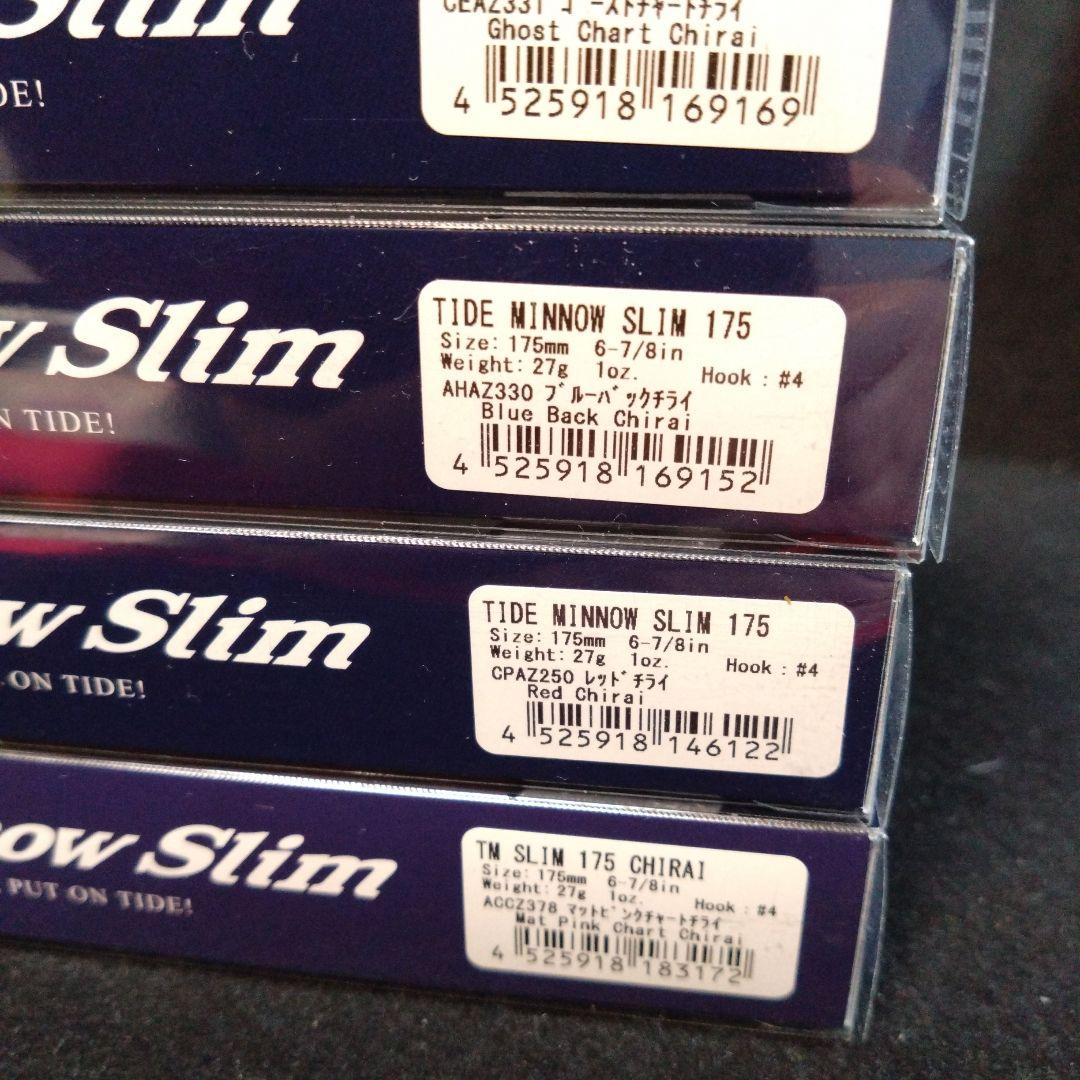 Slim
DE!
CEAZ331 ｺﾞｰｽﾄﾁｬｰﾄﾁﾗｲ
Ghost Chart Chirai
4 525918 169169
w Slim
N TIDE!
TIDE MINNOW SLIM 175
Size: 175mm 6-7/8in
Weight: 27g 1oz. Hook : #4
AHAZ330 ﾌﾞﾙｰﾊﾞｯｸﾁﾗｲ
Blue Back Chirai
4 525918 169152
w Slim
ON TIDE!
TIDE MINNOW SLIM 175
Size: 175mm 6-7/8in
Weight: 27g 1oz. Hook : #4
CPAZ250 ﾚｯﾄﾞﾁﾗｲ
Red Chirai
4 525918 146122
now Slim
PUT ON TIDE!
TM SLIM 175 CHIRAI
Size: 175mm 6-7/8in
Weight: 27g 1oz. Hook : #4
ACCZ378 ﾏｯﾄﾋﾟﾝｸﾁｬｰﾄﾁﾗｲ
Mat Pink Chart Chirai
4 525918 183172